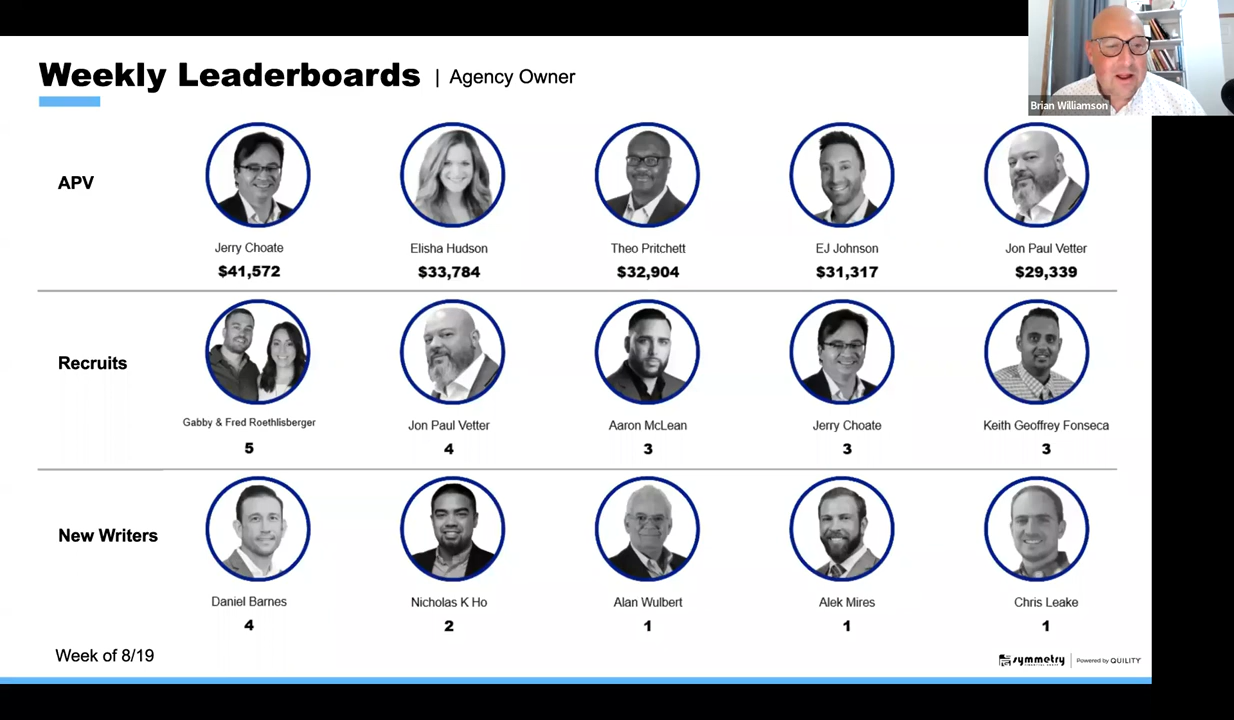 Weekly Leaderboards | Agency Owner
Brian Williamson
APV
Jerry Choate
$41,572
Elisha Hudson
$33,784
Theo Pritchett
$32,904
EJ Johnson
$31,317
Jon Paul Vetter
$29,339
Recruits
Gabby & Fred Roethlisberger
5
Jon Paul Vetter
4
Aaron McLean
3
Jerry Choate
3
Keith Geoffrey Fonseca
3
New Writers
Daniel Barnes
4
Nicholas K Ho
2
Alan Wulbert
1
Alek Mires
1
Chris Leake
1
Week of 8/19
symmetry
FINANCIAL GROUP
Powered by QUILITY